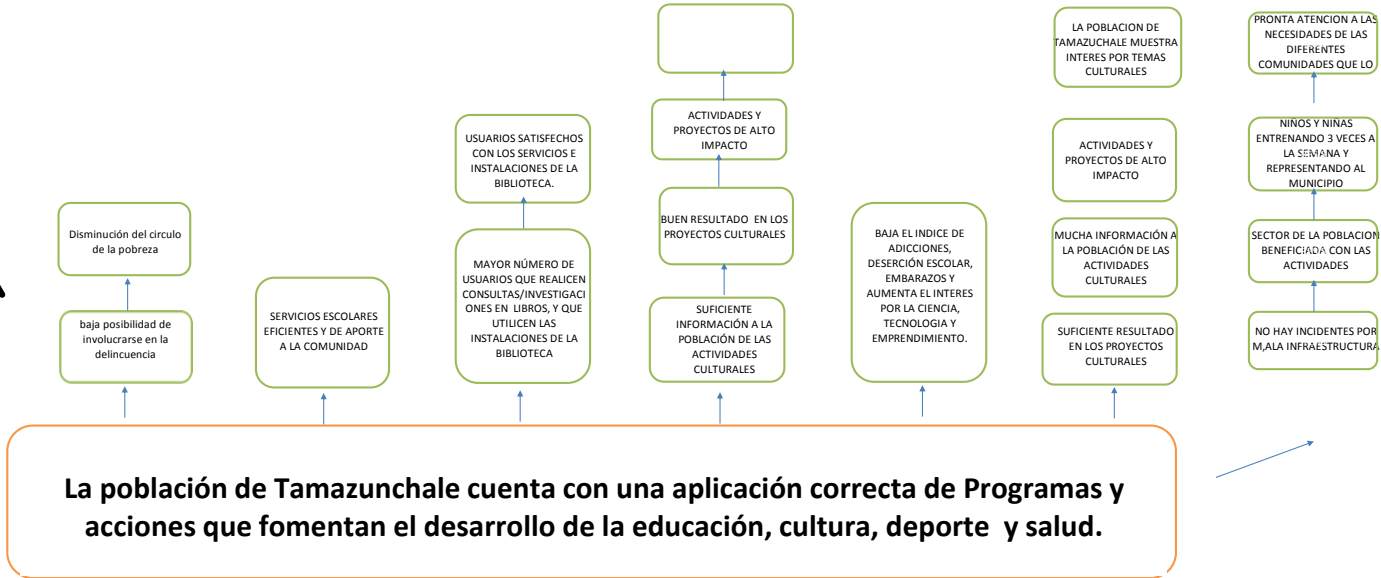 Disminución del circulo
de la pobreza
baja posibilidad de
involucrarse en la
delincuencia
SERVICIOS ESCOLARES
EFICIENTES Y DE APORTE
A LA COMUNIDAD
USUARIOS SATISFECHOS
CON LOS SERVICIOS E
INSTALACIONES DE LA
BIBLIOTECA.
MAYOR NÚMERO DE
USUARIOS QUE REALICEN
CONSULTAS/INVESTIGACI
ONES EN LIBROS, Y QUE
UTILICEN LAS
INSTALACIONES DE LA
BIBLIOTECA
ACTIVIDADES Y
PROYECTOS DE ALTO
IMPACTO
BUEN RESULTADO EN LOS
PROYECTOS CULTURALES
SUFICIENTE
INFORMACIÓN A LA
POBLACIÓN DE LAS
ACTIVIDADES
CULTURALES
BAJA EL INDICE DE
ADICCIONES,
DESERCIÓN ESCOLAR,
EMBARAZOS Y
AUMENTA EL INTERES
POR LA CIENCIA,
TECNOLOGIA Y
EMPRENDIMIENTO.
LA POBLACION DE
TAMAZUCHALE MUESTRA
INTERES POR TEMAS
CULTURALES
ACTIVIDADES Y
PROYECTOS DE ALTO
IMPACTO
MUCHA INFORMACIÓN A
LA POBLACIÓN DE LAS
ACTIVIDADES
CULTURALES
SUFICIENTE RESULTADO
EN LOS PROYECTOS
CULTURALES
PRONTA ATENCION A LAS
NECESIDADES DE LAS
DIFERENTES
COMUNIDADES QUE LO
NIÑOS Y NIÑAS
ENTRENANDO 3 VECES A
LA SEMANA Y
REPRESENTANDO AL
MUNICIPIO
SECTOR DE LA POBLACION
BENEFICIADA CON LAS
ACTIVIDADES
NO HAY INCIDENTES POR
M,ALA INFRAESTRUCTURA
La población de Tamazunchale cuenta con una aplicación correcta de Programas y
acciones que fomentan el desarrollo de la educación, cultura, deporte y salud.